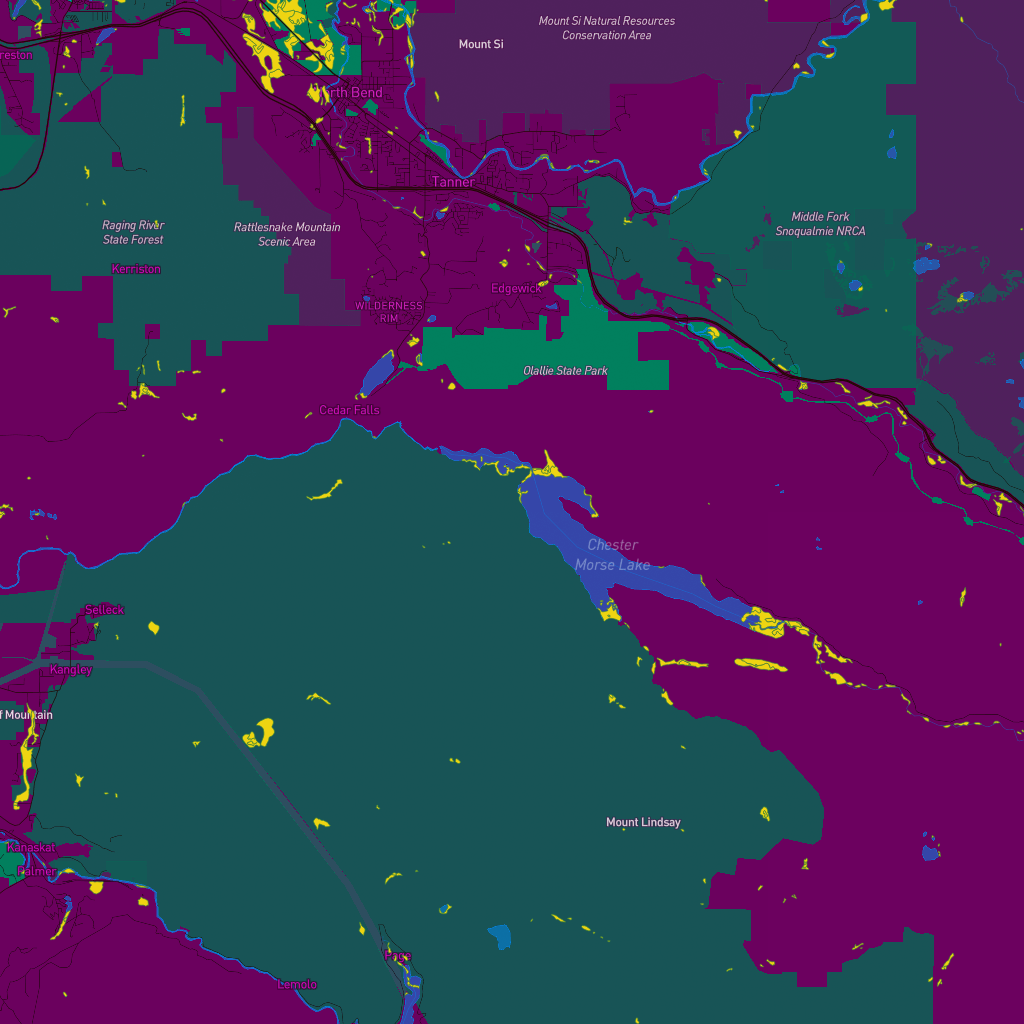 Mount Si Natural Resources
Conservation Area
Mount Si
reston
rth Bend
Tanner
Raging River
State Forest
Rattlesnake Mountain
Scenic Area
Middle Fork
Snoqualmie NRCA
Kerriston
Edgewick
WILDERNESS
RIM
Olallie State Park
Cedar Falls
Chester
Morse Lake
Selleck
Kangley
f Mountain
Mount Lindsay
Kanaskat
Palmer
Lemolo